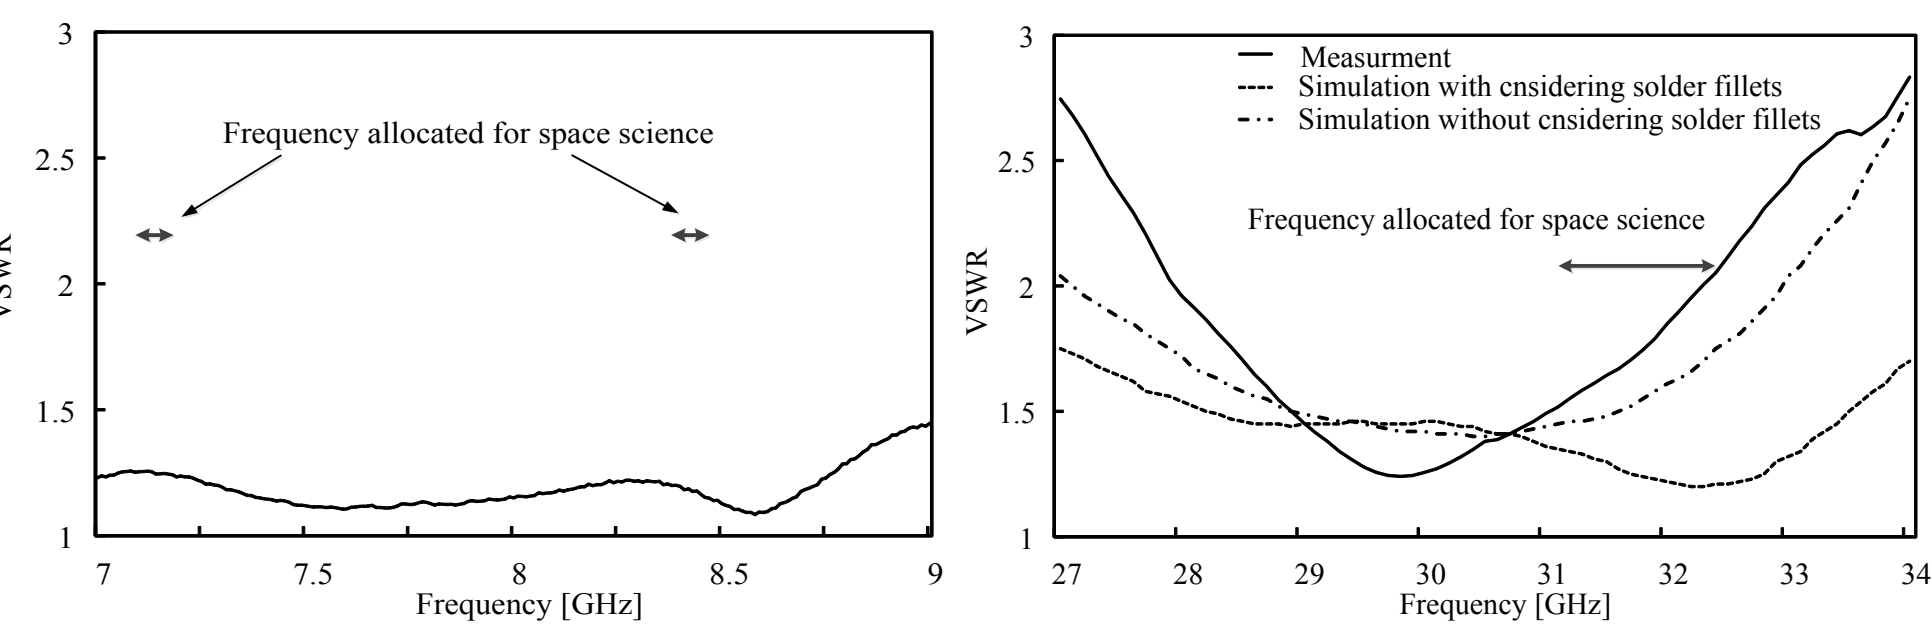 3
2.5
2
1.5
1
VSWR
Frequency allocated for space science
7
7.5
8
8.5
9
Frequency [GHz]
3
2.5
2
1.5
1
VSWR
Measurment
Simulation with cnsidering solder fillets
Simulation without cnsidering solder fillets
Frequency allocated for space science
27
28
29
30
31
32
33
34
Frequency [GHz]